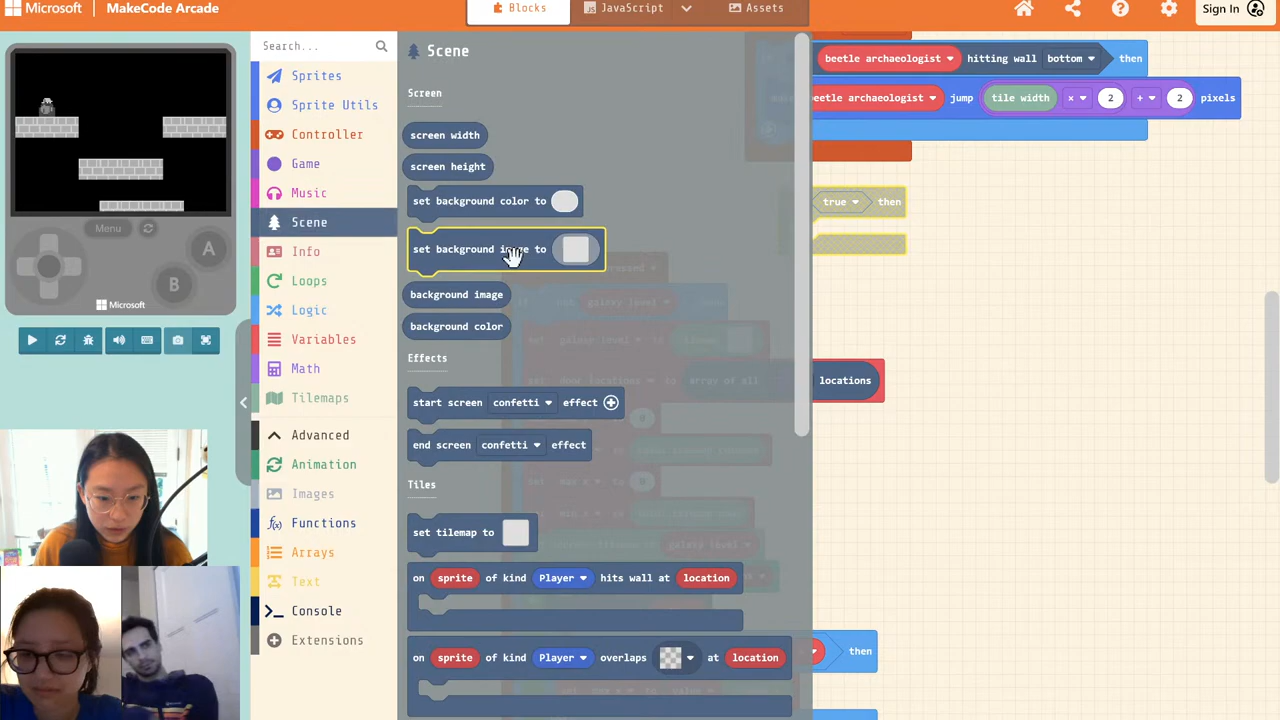 Microsoft
MakeCode Arcade
Blocks
JavaScript
Assets
Sign In
Menu
A
B
Microsoft
Search...
Sprites
Sprite Utils
Controller
Game
Music
Scene
Info
Loops
Logic
Variables
Math
Tilemaps
Advanced
Animation
Images
Functions
Arrays
Text
Console
Extensions
Scene
Screen
screen width
screen height
set background color to
set background image to
background image
background color
Effects
start screen confetti effect
end screen confetti effect
Tiles
set tilemap to
on sprite of kind Player hits wall at location
on sprite of kind Player overlaps at location
beetle archaeologist hitting wall bottom then
beetle archaeologist jump tile width × 2 + 2 pixels
true then
locations
then